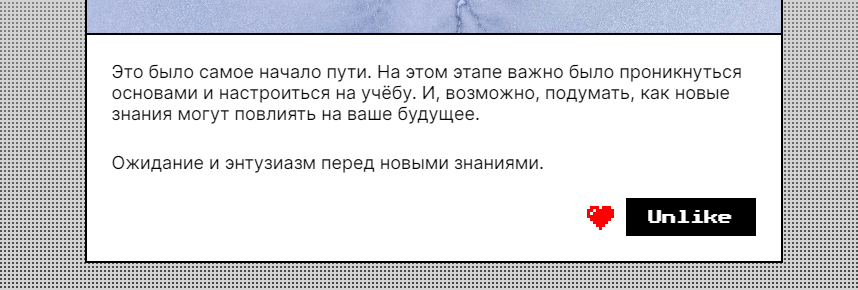 Это было самое начало пути. На этом этапе важно было проникнуться
основами и настроиться на учёбу. И, возможно, подумать, как новые
знания могут повлиять на ваше будущее.
Ожидание и энтузиазм перед новыми знаниями.
Unlike